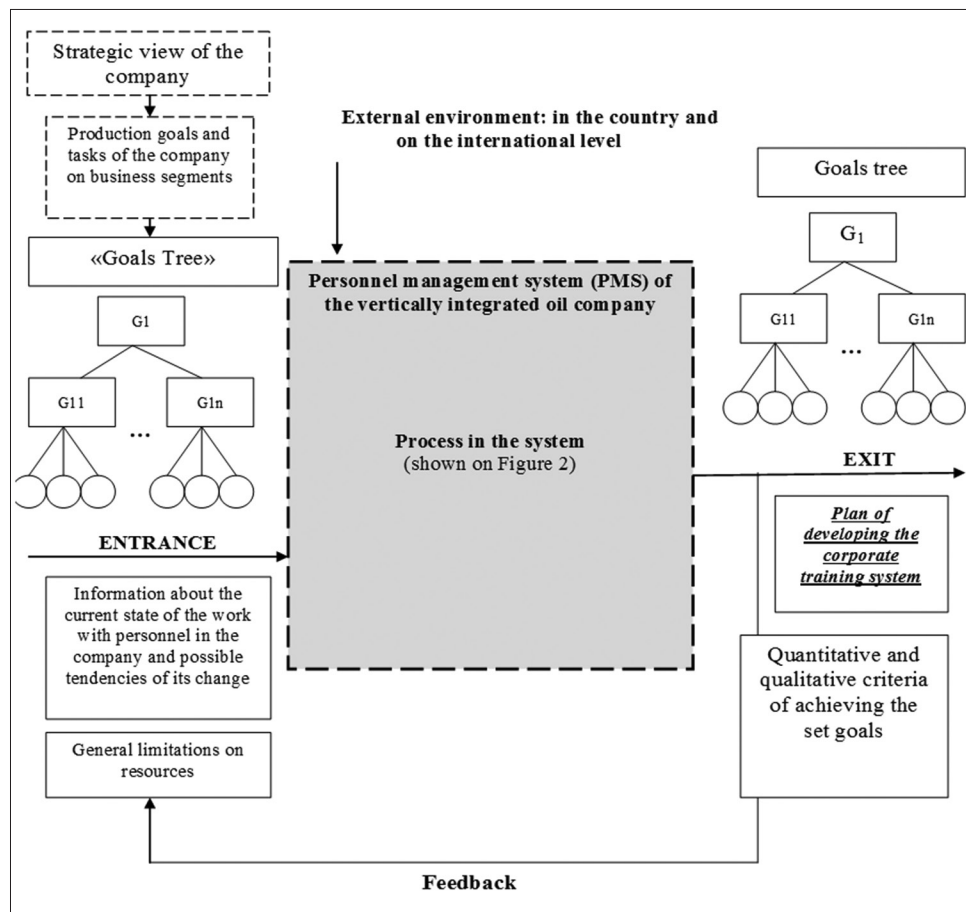 Strategic view of the
company
Production goals and
tasks of the company
on business segments
«Goals Tree»
G1
G11
G1n
...
ENTRANCE
Information about the
current state of the work
with personnel in the
company and possible
tendencies of its change
General limitations on
resources
External environment: in the country and
on the international level
Personnel management system (PMS) of
the vertically integrated oil company
Process in the system
(shown on Figure 2)
Goals tree
G₁
G11
G1n
...
EXIT
Plan of
developing the
corporate
training system
Quantitative and
qualitative criteria
of achieving the
set goals
Feedback